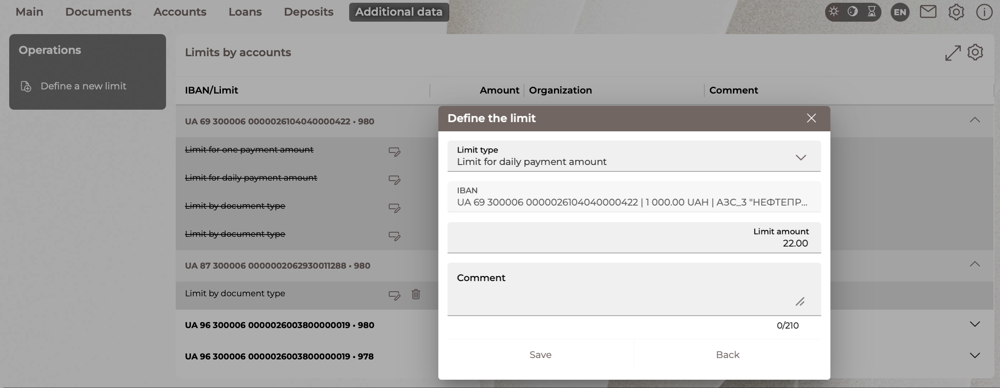 Main Documents Accounts Loans Deposits Additional data EN
Operations
Define a new limit
Limits by accounts
IBAN/Limit Amount Organization Comment
UA 69 300006 0000026104040000422 • 980
Limit for one payment amount
Limit for daily payment amount
Limit by document type
Limit by document type
UA 87 300006 0000002062930011288 • 980
Limit by document type
UA 96 300006 0000026003800000019 • 980
UA 96 300006 0000026003800000019 • 978
Define the limit
Limit type
Limit for daily payment amount
IBAN
UA 69 300006 0000026104040000422 | 1 000.00 UAH | АЗС_3 "НЕФТЕПР...
Limit amount
22.00
Comment
0/210
Save Back